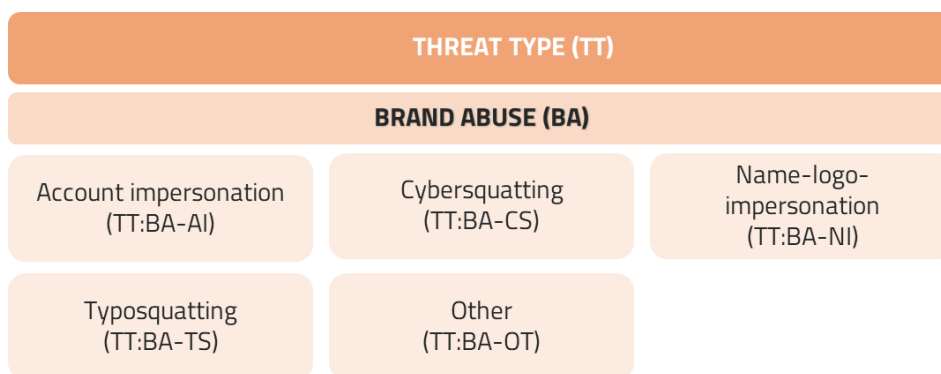 THREAT TYPE (TT)
BRAND ABUSE (BA)
Account impersonation
(TT:BA-AI)
Cybersquatting
(TT:BA-CS)
Name-logo-
impersonation
(TT:BA-NI)
Typosquatting
(TT:BA-TS)
Other
(TT:BA-OT)